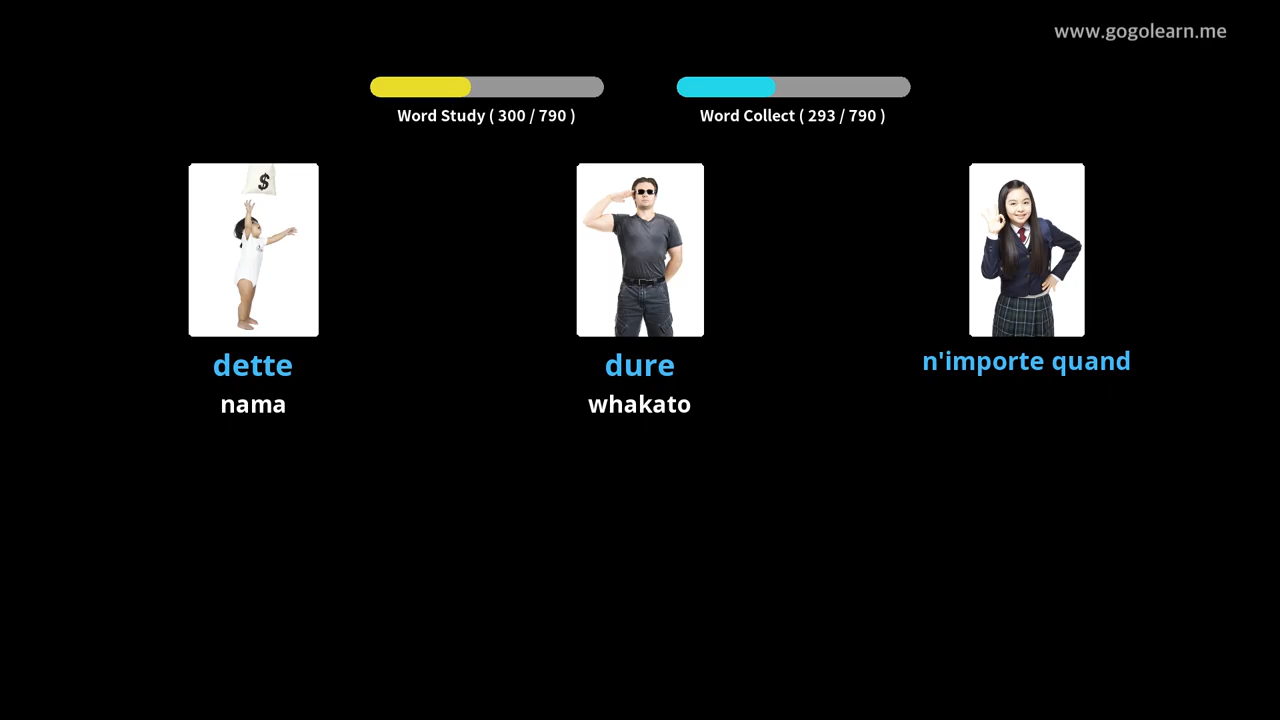 www.gogolearn.me
Word Study ( 300 / 790 )
Word Collect ( 293 / 790 )
$
dette
nama
dure
whakato
n'importe quand